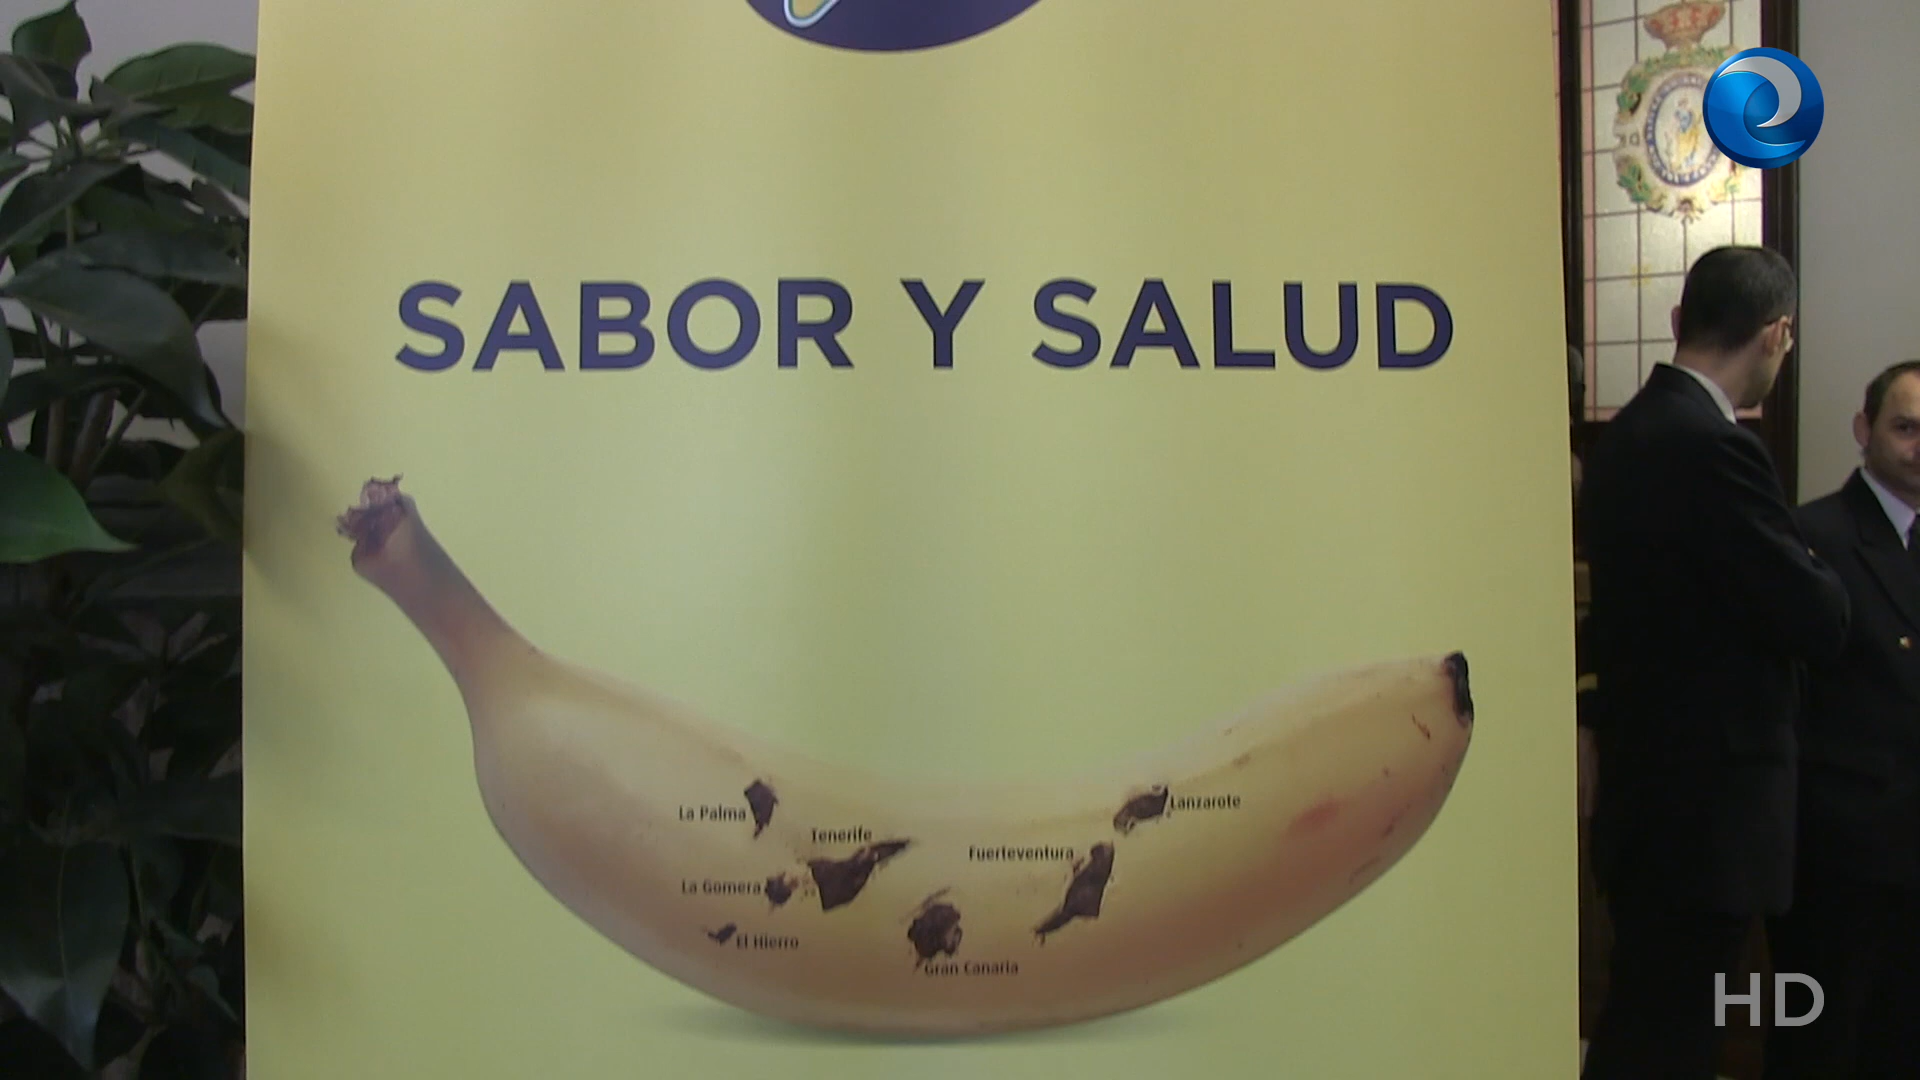 SABOR Y SALUD
La Palma
Tenerife
Lanzarote
Fuerteventura
La Gomera
El Hierro
Gran Canaria
HD